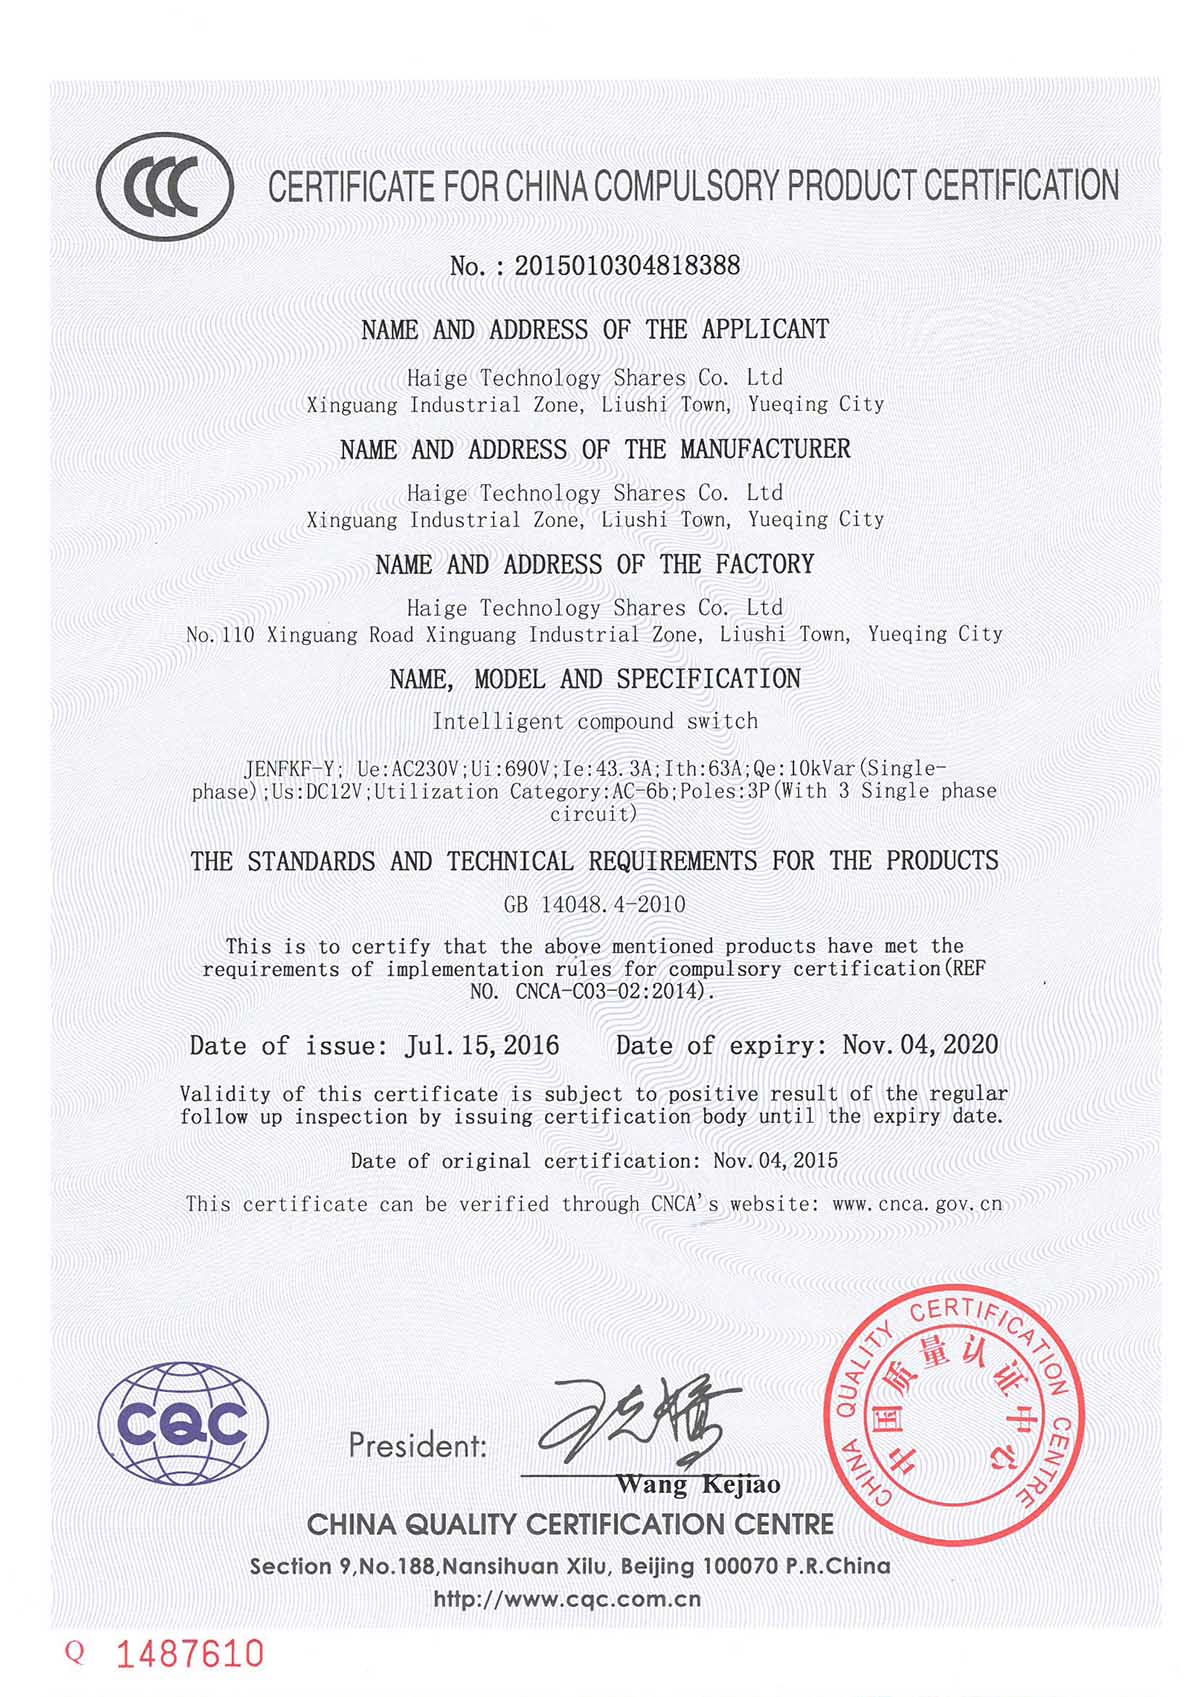 CCC
CERTIFICATE FOR CHINA COMPULSORY PRODUCT CERTIFICATION
No. : 2015010304818388
NAME AND ADDRESS OF THE APPLICANT
Haige Technology Shares Co. Ltd
Xinguang Industrial Zone, Liushi Town, Yueqing City
NAME AND ADDRESS OF THE MANUFACTURER
Haige Technology Shares Co. Ltd
Xinguang Industrial Zone, Liushi Town, Yueqing City
NAME AND ADDRESS OF THE FACTORY
Haige Technology Shares Co. Ltd
No.110 Xinguang Road Xinguang Industrial Zone, Liushi Town, Yueqing City
NAME, MODEL AND SPECIFICATION
Intelligent compound switch
JENFKF-Y; Ue:AC230V;Ui:690V;Ie:43.3A;Ith:63A;Qe:10kVar(Single-
phase);Us:DC12V;Utilization Category:AC-6b;Poles:3P(With 3 Single phase
circuit)
THE STANDARDS AND TECHNICAL REQUIREMENTS FOR THE PRODUCTS
GB 14048.4-2010
This is to certify that the above mentioned products have met the
requirements of implementation rules for compulsory certification(REF
NO. CNCA-C03-02:2014).
Date of issue: Jul.15,2016 Date of expiry: Nov.04,2020
Validity of this certificate is subject to positive result of the regular
follow up inspection by issuing certification body until the expiry date.
Date of original certification: Nov.04,2015
This certificate can be verified through CNCA's website: www.cnca.gov.cn
CQC
President:
王克娇
Wang Kejiao
CHINA QUALITY CERTIFICATION CENTRE
中国质量认证中心
CHINA QUALITY CERTIFICATION CENTRE
Section 9,No.188,Nansihuan Xilu, Beijing 100070 P.R.China
http://www.cqc.com.cn
Q 1487610